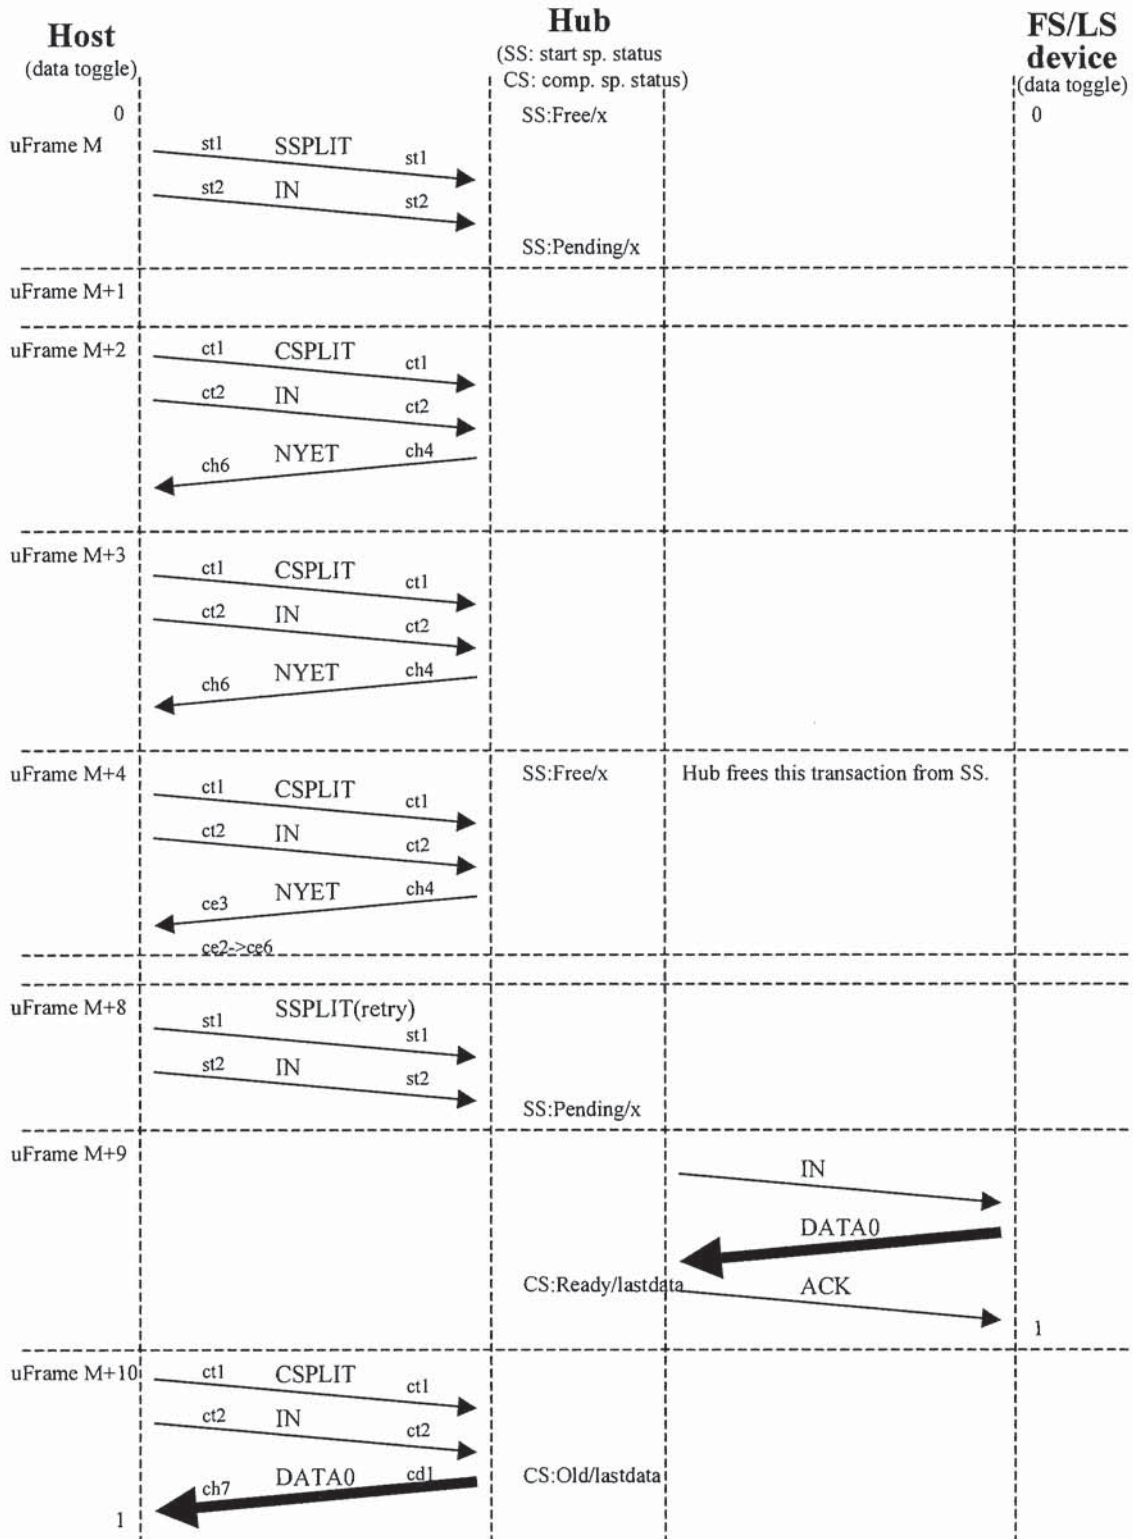 Host
(data toggle)
Hub
(SS: start sp. status
CS: comp. sp. status)
FS/LS
device
(data toggle)
0
SS:Free/x
0
uFrame M
st1 SSPLIT st1
st2 IN st2
SS:Pending/x
uFrame M+1
uFrame M+2
ct1 CSPLIT ct1
ct2 IN ct2
ch6 NYET ch4
uFrame M+3
ct1 CSPLIT ct1
ct2 IN ct2
ch6 NYET ch4
uFrame M+4
SS:Free/x
Hub frees this transaction from SS.
ct1 CSPLIT ct1
ct2 IN ct2
ce3 NYET ch4
ce2->ce6
uFrame M+8
st1 SSPLIT(retry) st1
st2 IN st2
SS:Pending/x
uFrame M+9
IN
DATA0
CS:Ready/lastdata
ACK
1
uFrame M+10
ct1 CSPLIT ct1
ct2 IN ct2
ch7 DATA0 cd1
CS:Old/lastdata
1